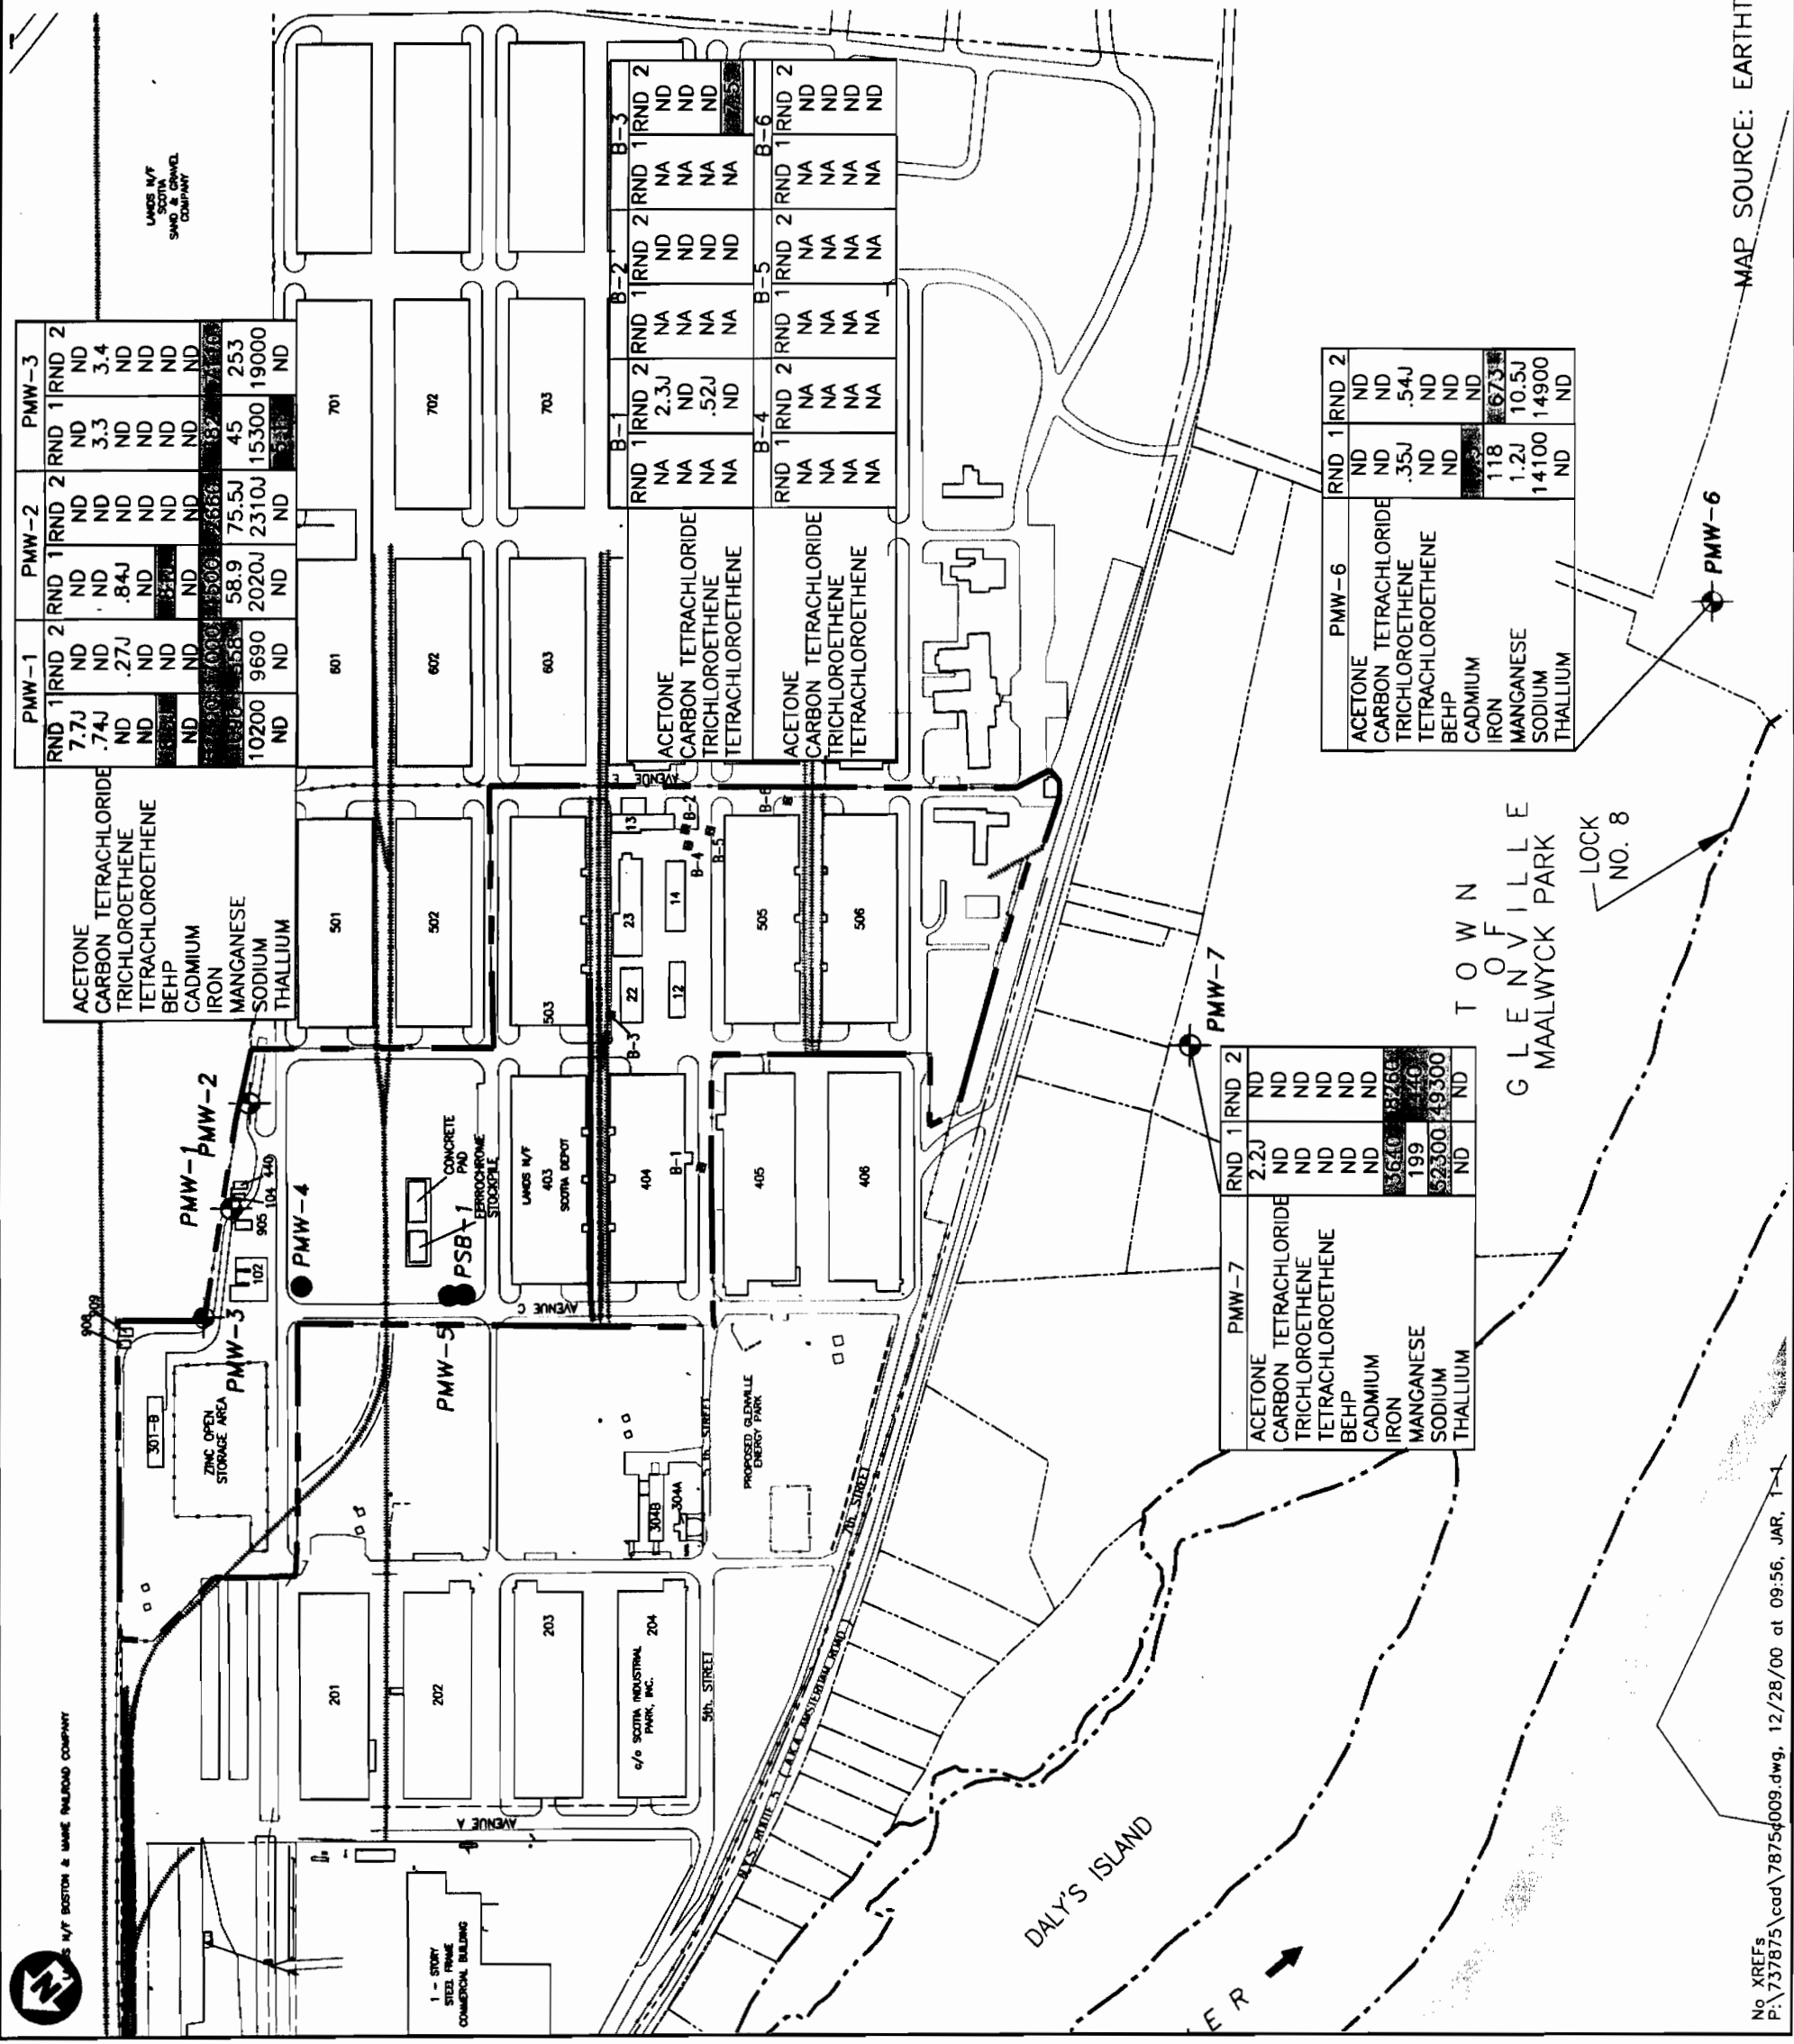 LANDS N/F
SCOTIA
SAND & GRAVEL
COMPANY
N/F BOSTON & MAINE RAILROAD COMPANY
PMW-1 PMW-2 PMW-3
RND 1 RND 2 RND 1 RND 2 RND 1 RND 2
ACETONE 7.7J ND ND ND ND ND
CARBON TETRACHLORIDE .74J ND ND ND 3.3 3.4
TRICHLOROETHENE ND .27J .84J ND ND ND
TETRACHLOROETHENE ND ND ND ND ND ND
BEHP ND ND ND ND
CADMIUM ND ND ND ND ND ND
IRON
MANGANESE 58.9 75.5J 45 253
SODIUM 10200 9690 2020J 2310J 15300 19000
THALLIUM ND ND ND ND ND
B-1 B-2 B-3
RND 1 RND 2 RND 1 RND 2 RND 1 RND 2
ACETONE NA 2.3J NA ND NA ND
CARBON TETRACHLORIDE NA ND NA ND NA ND
TRICHLOROETHENE NA .52J NA ND NA ND
TETRACHLOROETHENE NA ND NA ND NA
B-4 B-5 B-6
RND 1 RND 2 RND 1 RND 2 RND 1 RND 2
ACETONE NA NA NA NA NA ND
CARBON TETRACHLORIDE NA NA NA NA NA ND
TRICHLOROETHENE NA NA NA NA NA ND
TETRACHLOROETHENE NA NA NA NA NA ND
PMW-6 RND 1 RND 2
ACETONE ND ND
CARBON TETRACHLORIDE ND ND
TRICHLOROETHENE .35J .54J
TETRACHLOROETHENE ND ND
BEHP ND ND
CADMIUM ND
IRON 118 673
MANGANESE 1.2J 10.5J
SODIUM 14100 14900
THALLIUM ND ND
PMW-7 RND 1 RND 2
ACETONE 2.2J ND
CARBON TETRACHLORIDE ND ND
TRICHLOROETHENE ND ND
TETRACHLOROETHENE ND ND
BEHP ND ND
CADMIUM ND ND
IRON 3640 8260
MANGANESE 199
SODIUM 52300 49300
THALLIUM ND ND
908
909
301-B
ZINC OPEN
STORAGE AREA
PMW-3
102
905
104
440
PMW-1
PMW-2
PMW-4
PMW-5
PSB-1
CONCRETE
PAD
FERROCHROME
STOCKPILE
201
202
203
204
c/o SCOTIA INDUSTRIAL
PARK, INC.
304B
304A
LANDS N/F
403
SCOTIA DEPOT
404
B-1
405
406
501
502
503
505
506
22
23
12
14
13
B-2
B-3
B-4
B-5
B-6
601
602
603
701
702
703
AVENUE A
AVENUE C
AVENUE E
5th. STREET
5 th. STREET
7th. STREET
PROPOSED GLENVILLE
ENERGY PARK
N.Y.S. ROUTE 5 ( A.K.A. AMSTERDAM ROAD )
1 - STORY
STEEL FRAME
COMMERCIAL BUILDING
PMW-7
PMW-6
TOWN
OF
GLENVILLE
MAALWYCK PARK
LOCK
NO. 8
DALY'S ISLAND
E R
MAP SOURCE: EARTHT
No XREFs
P:\737875\cad\7875c009.dwg, 12/28/00 at 09:56, JAR, 1-1